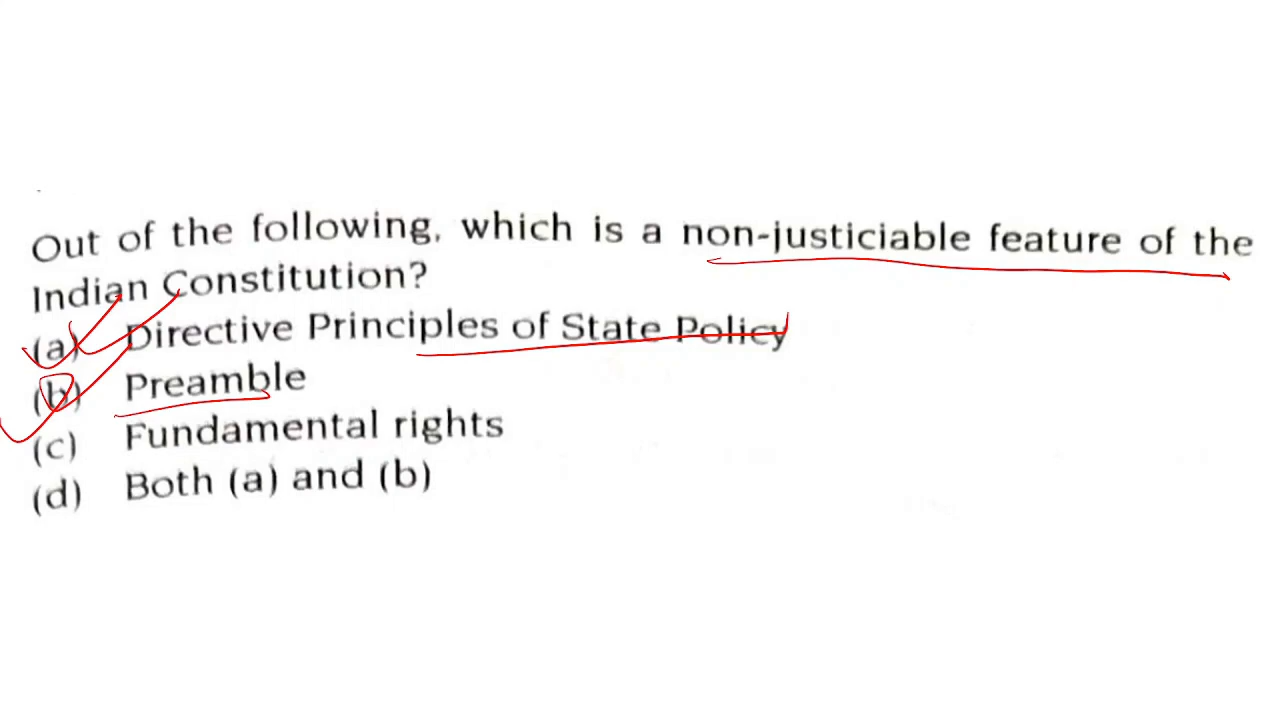 Out of the following, which is a non-justiciable feature of the
Indian Constitution?
(a) Directive Principles of State Policy
(b) Preamble
(c) Fundamental rights
(d) Both (a) and (b)